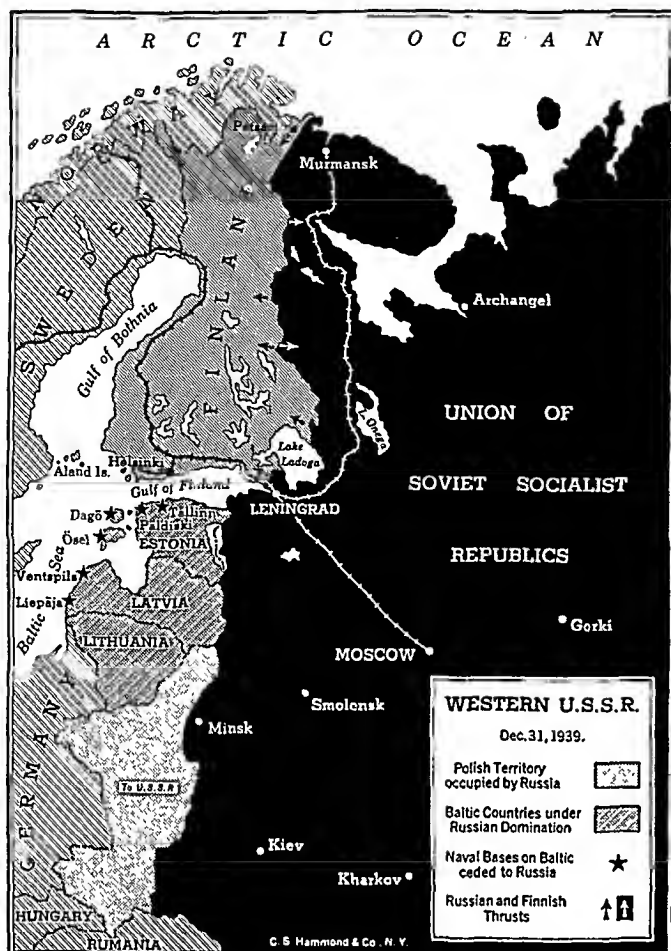 ARCTIC OCEAN
NORWAY
Petsamo
Murmansk
SWEDEN
FINLAND
Gulf of Bothnia
Archangel
UNION OF
SOVIET SOCIALIST
REPUBLICS
L. Onega
Lake
Ladoga
Åland Is.
Helsinki
Gulf of Finland
LENINGRAD
Dagö
Tallinn
Paldiski
Ösel
ESTONIA
Baltic Sea
Ventspils
Liepāja
LATVIA
LITHUANIA
Gorki
MOSCOW
Smolensk
Minsk
GERMANY
To U.S.S.R.
Kiev
Kharkov
HUNGARY
RUMANIA
WESTERN U.S.S.R.
Dec. 31, 1939.
Polish Territory
occupied by Russia
Baltic Countries under
Russian Domination
Naval Bases on Baltic
ceded to Russia
Russian and Finnish
Thrusts
C. S. Hammond & Co., N. Y.